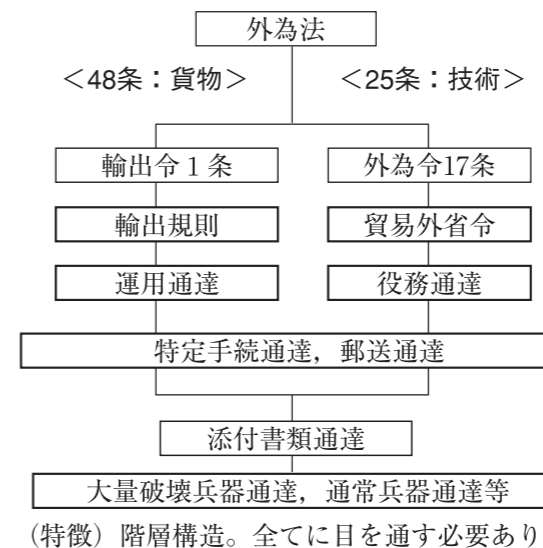 外為法
<48条：貨物> <25条：技術>
輸出令1条 外為令17条
輸出規則 貿易外省令
運用通達 役務通達
特定手続通達，郵送通達
添付書類通達
大量破壊兵器通達，通常兵器通達等
(特徴) 階層構造。全てに目を通す必要あり